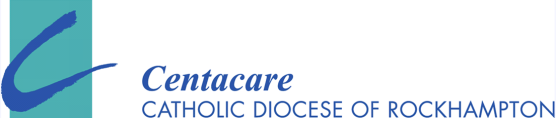 Centacare
CATHOLIC DIOCESE OF ROCKHAMPTON